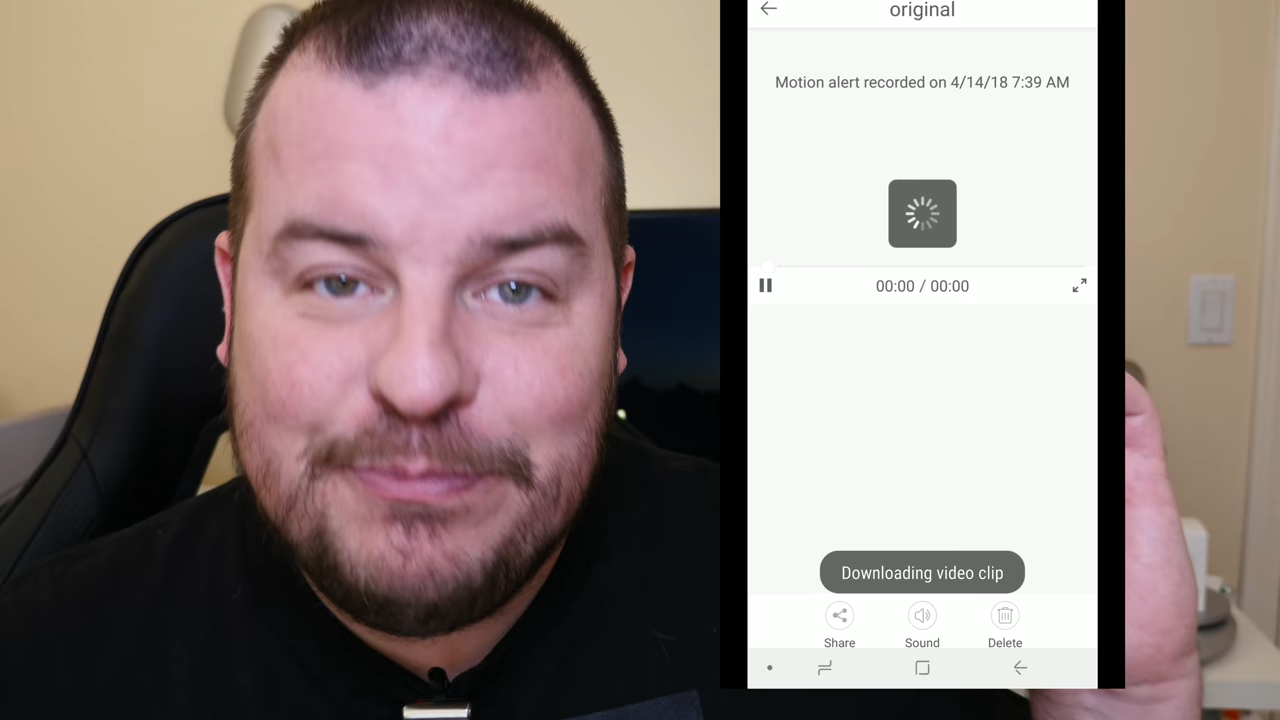 original
Motion alert recorded on 4/14/18 7:39 AM
00:00 / 00:00
Downloading video clip
Share
Sound
Delete